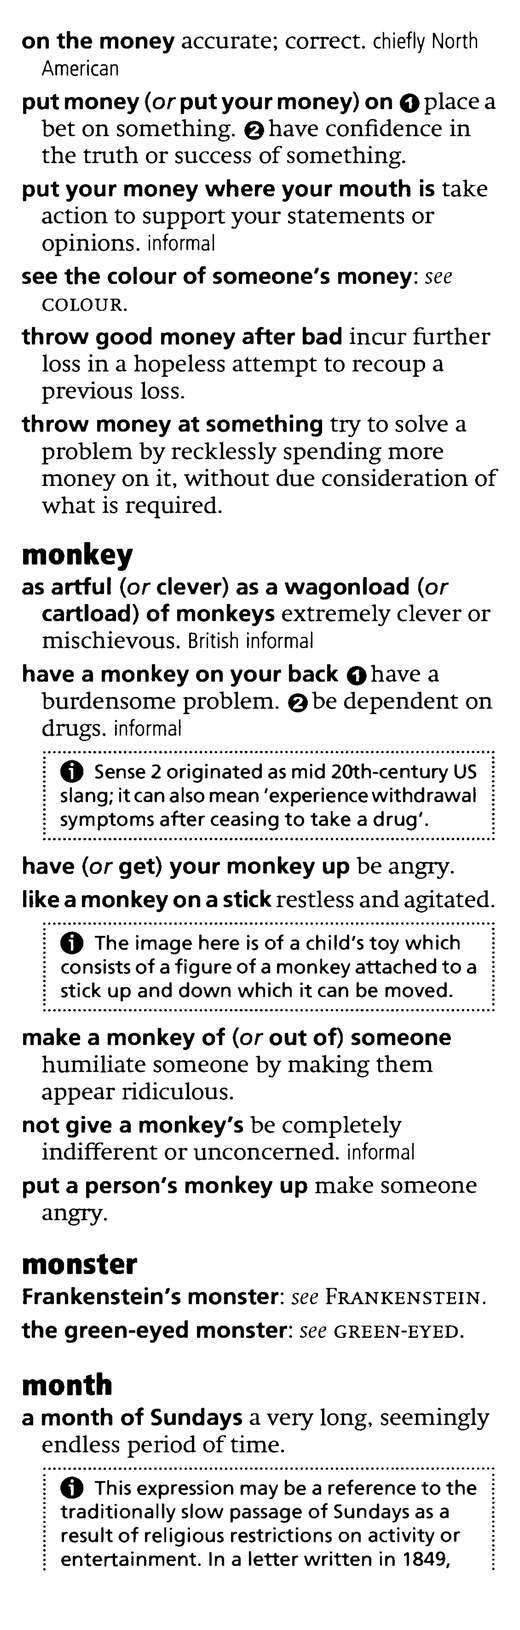 on the money accurate; correct. chiefly North
American
put money (or put your money) on ❶ place a
bet on something. ❷ have confidence in
the truth or success of something.
put your money where your mouth is take
action to support your statements or
opinions. informal
see the colour of someone's money: see
COLOUR.
throw good money after bad incur further
loss in a hopeless attempt to recoup a
previous loss.
throw money at something try to solve a
problem by recklessly spending more
money on it, without due consideration of
what is required.
monkey
as artful (or clever) as a wagonload (or
cartload) of monkeys extremely clever or
mischievous. British informal
have a monkey on your back ❶ have a
burdensome problem. ❷ be dependent on
drugs. informal
Sense 2 originated as mid 20th-century US
slang; it can also mean 'experience withdrawal
symptoms after ceasing to take a drug'.
have (or get) your monkey up be angry.
like a monkey on a stick restless and agitated.
The image here is of a child's toy which
consists of a figure of a monkey attached to a
stick up and down which it can be moved.
make a monkey of (or out of) someone
humiliate someone by making them
appear ridiculous.
not give a monkey's be completely
indifferent or unconcerned. informal
put a person's monkey up make someone
angry.
monster
Frankenstein's monster: see FRANKENSTEIN.
the green-eyed monster: see GREEN-EYED.
month
a month of Sundays a very long, seemingly
endless period of time.
This expression may be a reference to the
traditionally slow passage of Sundays as a
result of religious restrictions on activity or
entertainment. In a letter written in 1849,